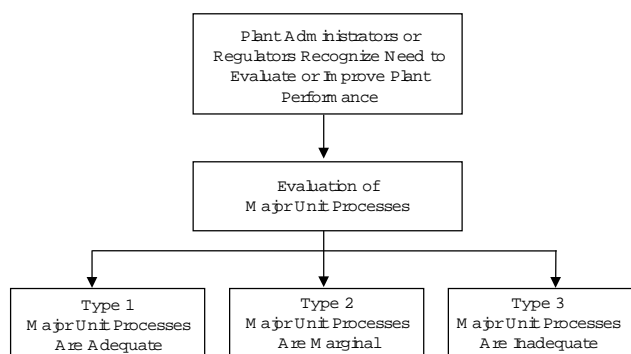 Plant Administrators or
Regulators Recognize Need to
Evaluate or Improve Plant
Performance
Evaluation of
Major Unit Processes
Type 1
Major Unit Processes
Are Adequate
Type 2
Major Unit Processes
Are Marginal
Type 3
Major Unit Processes
Are Inadequate